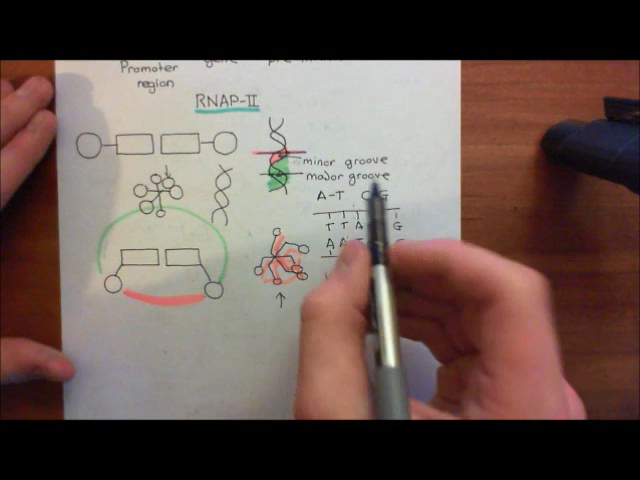 Promoter
region
RNAP-II
minor groove
major groove
A-T
T T A G
A A